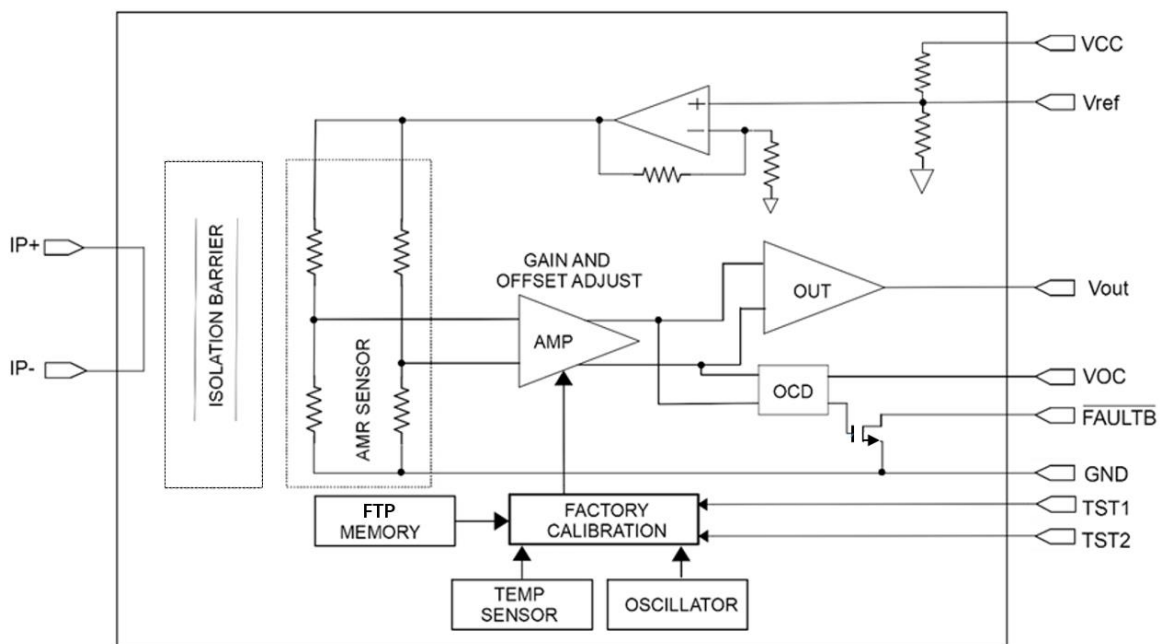 VCC
Vref
+
−
IP+
IP-
ISOLATION BARRIER
AMR SENSOR
GAIN AND
OFFSET ADJUST
AMP
OUT
Vout
OCD
VOC
FAULTB
GND
TST1
TST2
FTP
MEMORY
FACTORY
CALIBRATION
TEMP
SENSOR
OSCILLATOR